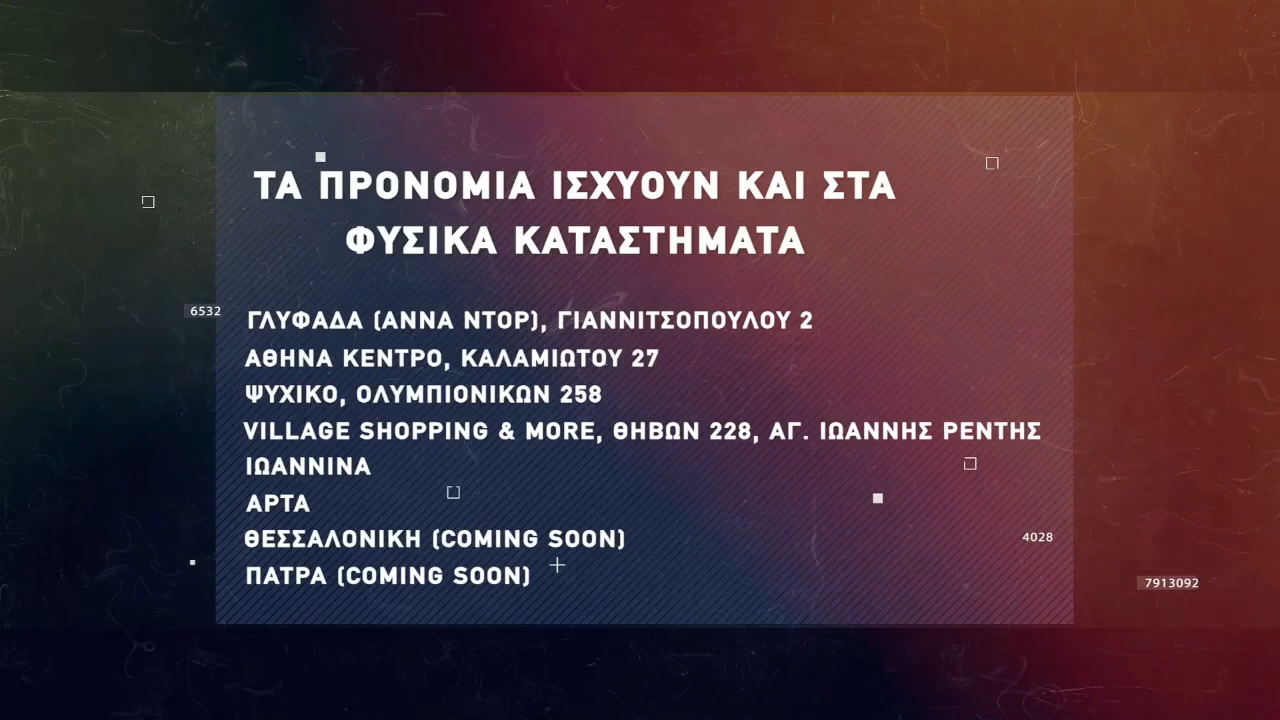 ΤΑ ΠΡΟΝΟΜΙΑ ΙΣΧΥΟΥΝ ΚΑΙ ΣΤΑ
ΦΥΣΙΚΑ ΚΑΤΑΣΤΗΜΑΤΑ
6532
ΓΛΥΦΑΔΑ (ΑΝΝΑ ΝΤΟΡ), ΓΙΑΝΝΙΤΣΟΠΟΥΛΟΥ 2
ΑΘΗΝΑ ΚΕΝΤΡΟ, ΚΑΛΑΜΙΩΤΟΥ 27
ΨΥΧΙΚΟ, ΟΛΥΜΠΙΟΝΙΚΩΝ 258
VILLAGE SHOPPING & MORE, ΘΗΒΩΝ 228, ΑΓ. ΙΩΑΝΝΗΣ ΡΕΝΤΗΣ
ΙΩΑΝΝΙΝΑ
ΑΡΤΑ
ΘΕΣΣΑΛΟΝΙΚΗ (COMING SOON)
4028
ΠΑΤΡΑ (COMING SOON)
7913092